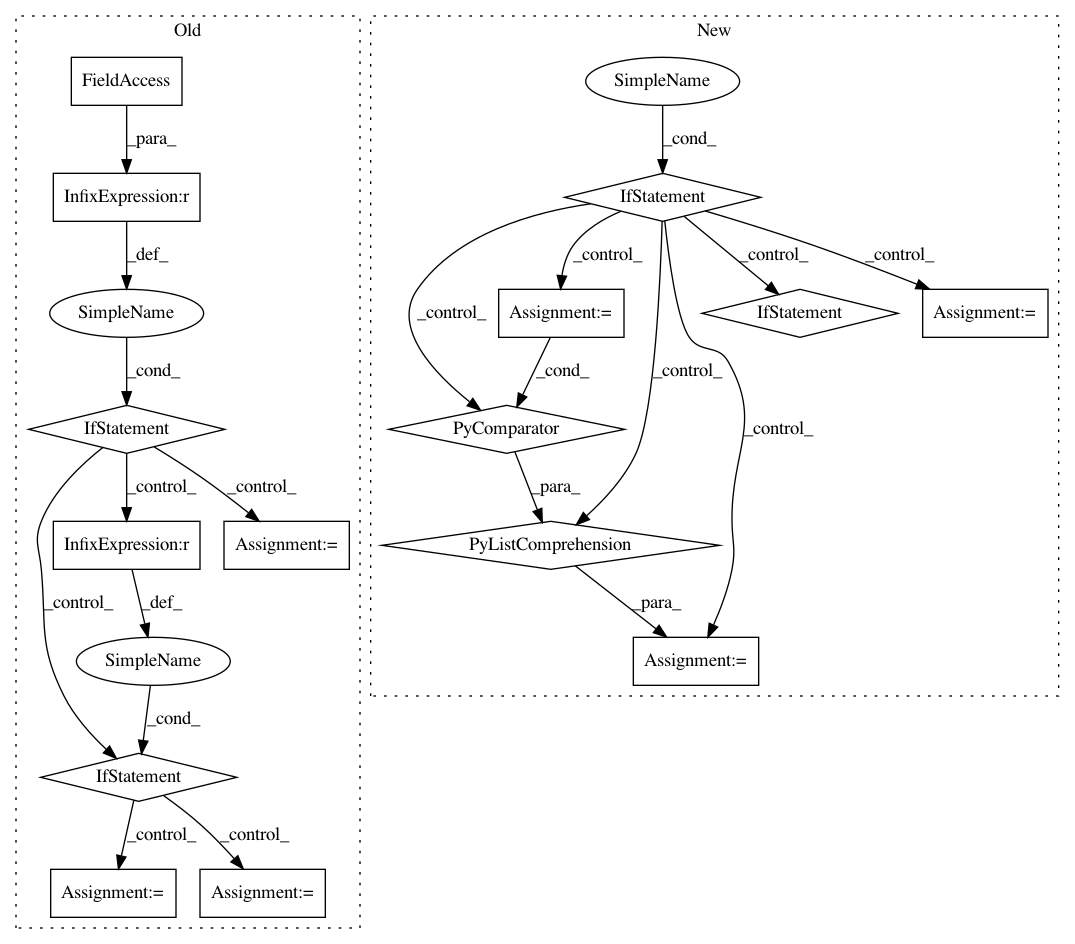 Old
FieldAccess
_para_
InfixExpression:r
_def_
SimpleName
_cond_
IfStatement
_control_
_control_
InfixExpression:r
Assignment:=
_control_
_def_
SimpleName
_cond_
IfStatement
_control_
_control_
Assignment:=
Assignment:=
New
SimpleName
_cond_
IfStatement
_control_
_control_
_control_
_control_
Assignment:=
IfStatement
Assignment:=
_cond_
_control_
_control_
PyComparator
_para_
PyListComprehension
_para_
Assignment:=